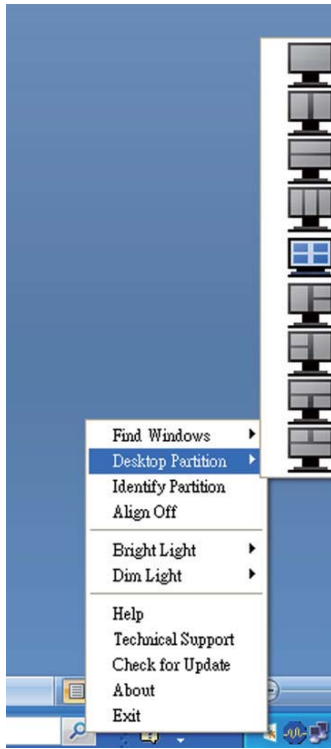 Find Windows
Desktop Partition
Identify Partition
Align Off
Bright Light
Dim Light
Help
Technical Support
Check for Update
About
Exit